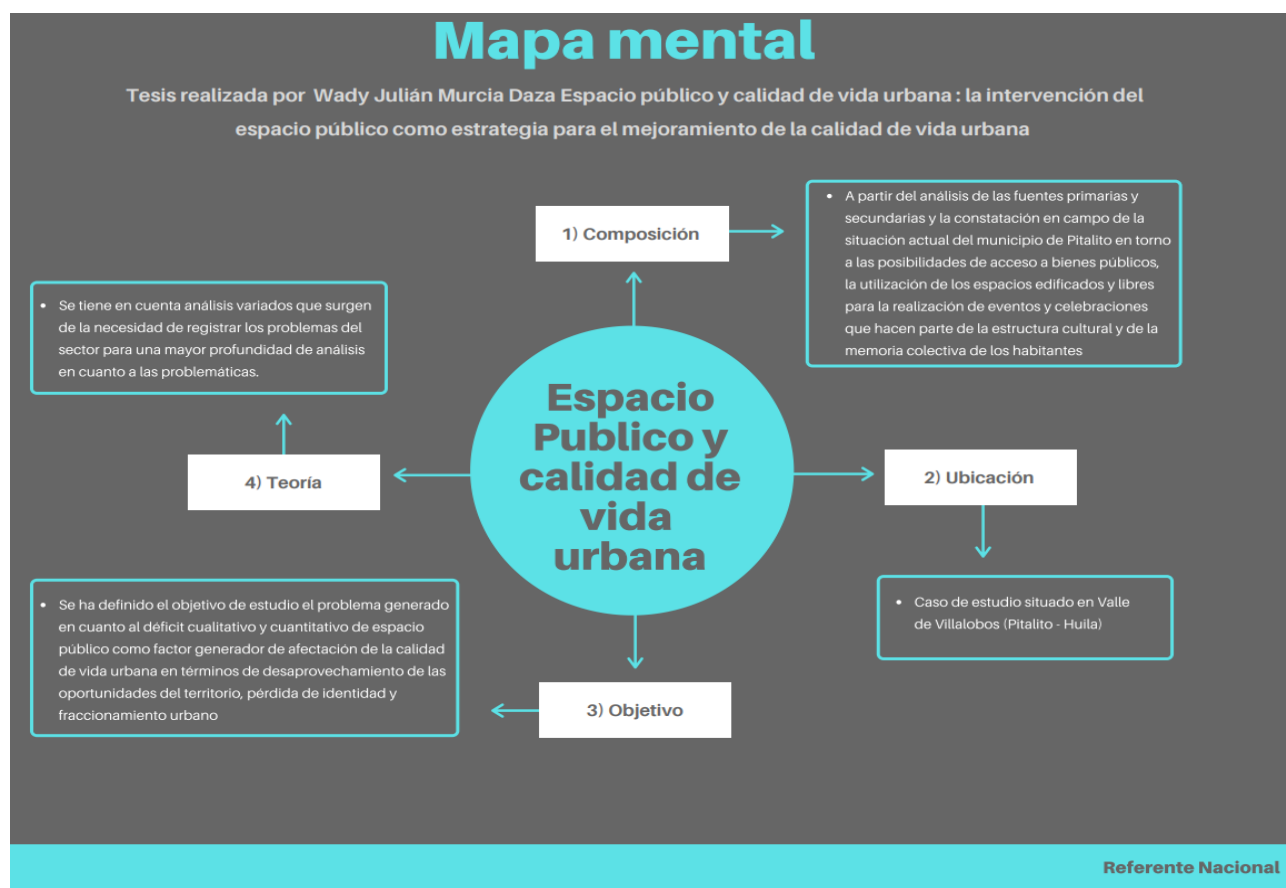 Mapa mental
Tesis realizada por Wady Julián Murcia Daza Espacio público y calidad de vida urbana : la intervención del
espacio público como estrategia para el mejoramiento de la calidad de vida urbana
1) Composición
• A partir del análisis de las fuentes primarias y
secundarias y la constatación en campo de la
situación actual del municipio de Pitalito en torno
a las posibilidades de acceso a bienes públicos,
la utilización de los espacios edificados y libres
para la realización de eventos y celebraciones
que hacen parte de la estructura cultural y de la
memoria colectiva de los habitantes
Espacio
Publico y
calidad de
vida
urbana
2) Ubicación
• Caso de estudio situado en Valle
de Villalobos (Pitalito - Huila)
3) Objetivo
• Se ha definido el objetivo de estudio el problema generado
en cuanto al déficit cualitativo y cuantitativo de espacio
público como factor generador de afectación de la calidad
de vida urbana en términos de desaprovechamiento de las
oportunidades del territorio, pérdida de identidad y
fraccionamiento urbano
4) Teoría
• Se tiene en cuenta análisis variados que surgen
de la necesidad de registrar los problemas del
sector para una mayor profundidad de análisis
en cuanto a las problemáticas.
Referente Nacional